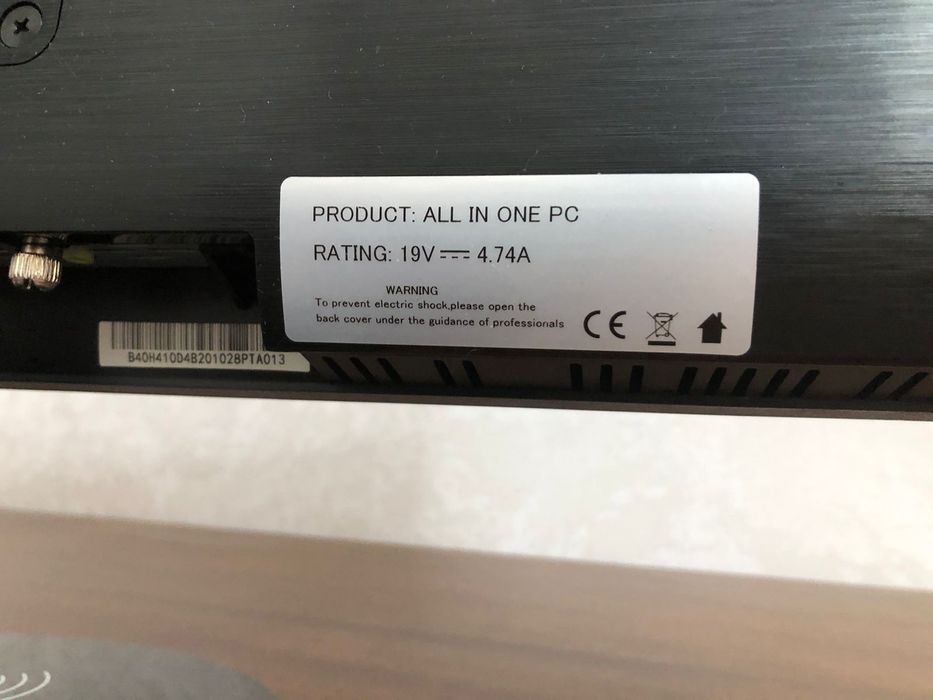 PRODUCT: ALL IN ONE PC
RATING: 19V⎓4.74A
WARNING
To prevent electric shock,please open the
back cover under the guidance of professionals
CE
B40H410D4B201028PTA013